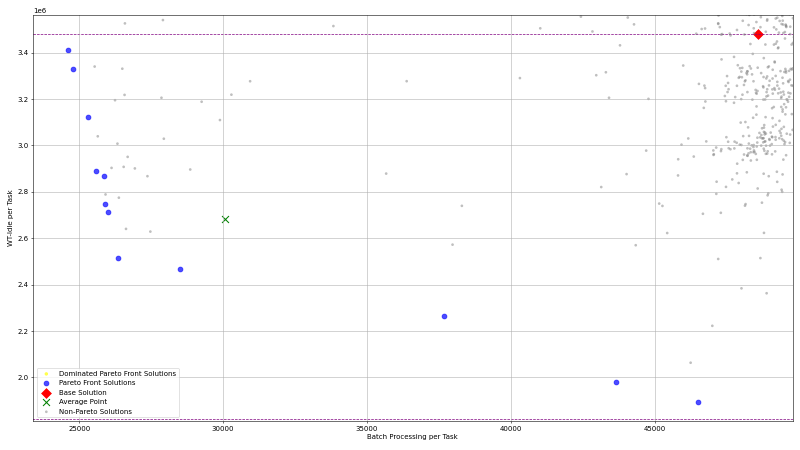 1e6
3.4
3.2
3.0
2.8
2.6
2.4
2.2
2.0
WT-Idle per Task
Dominated Pareto Front Solutions
Pareto Front Solutions
Base Solution
Average Point
Non-Pareto Solutions
25000 30000 35000 40000 45000
Batch Processing per Task